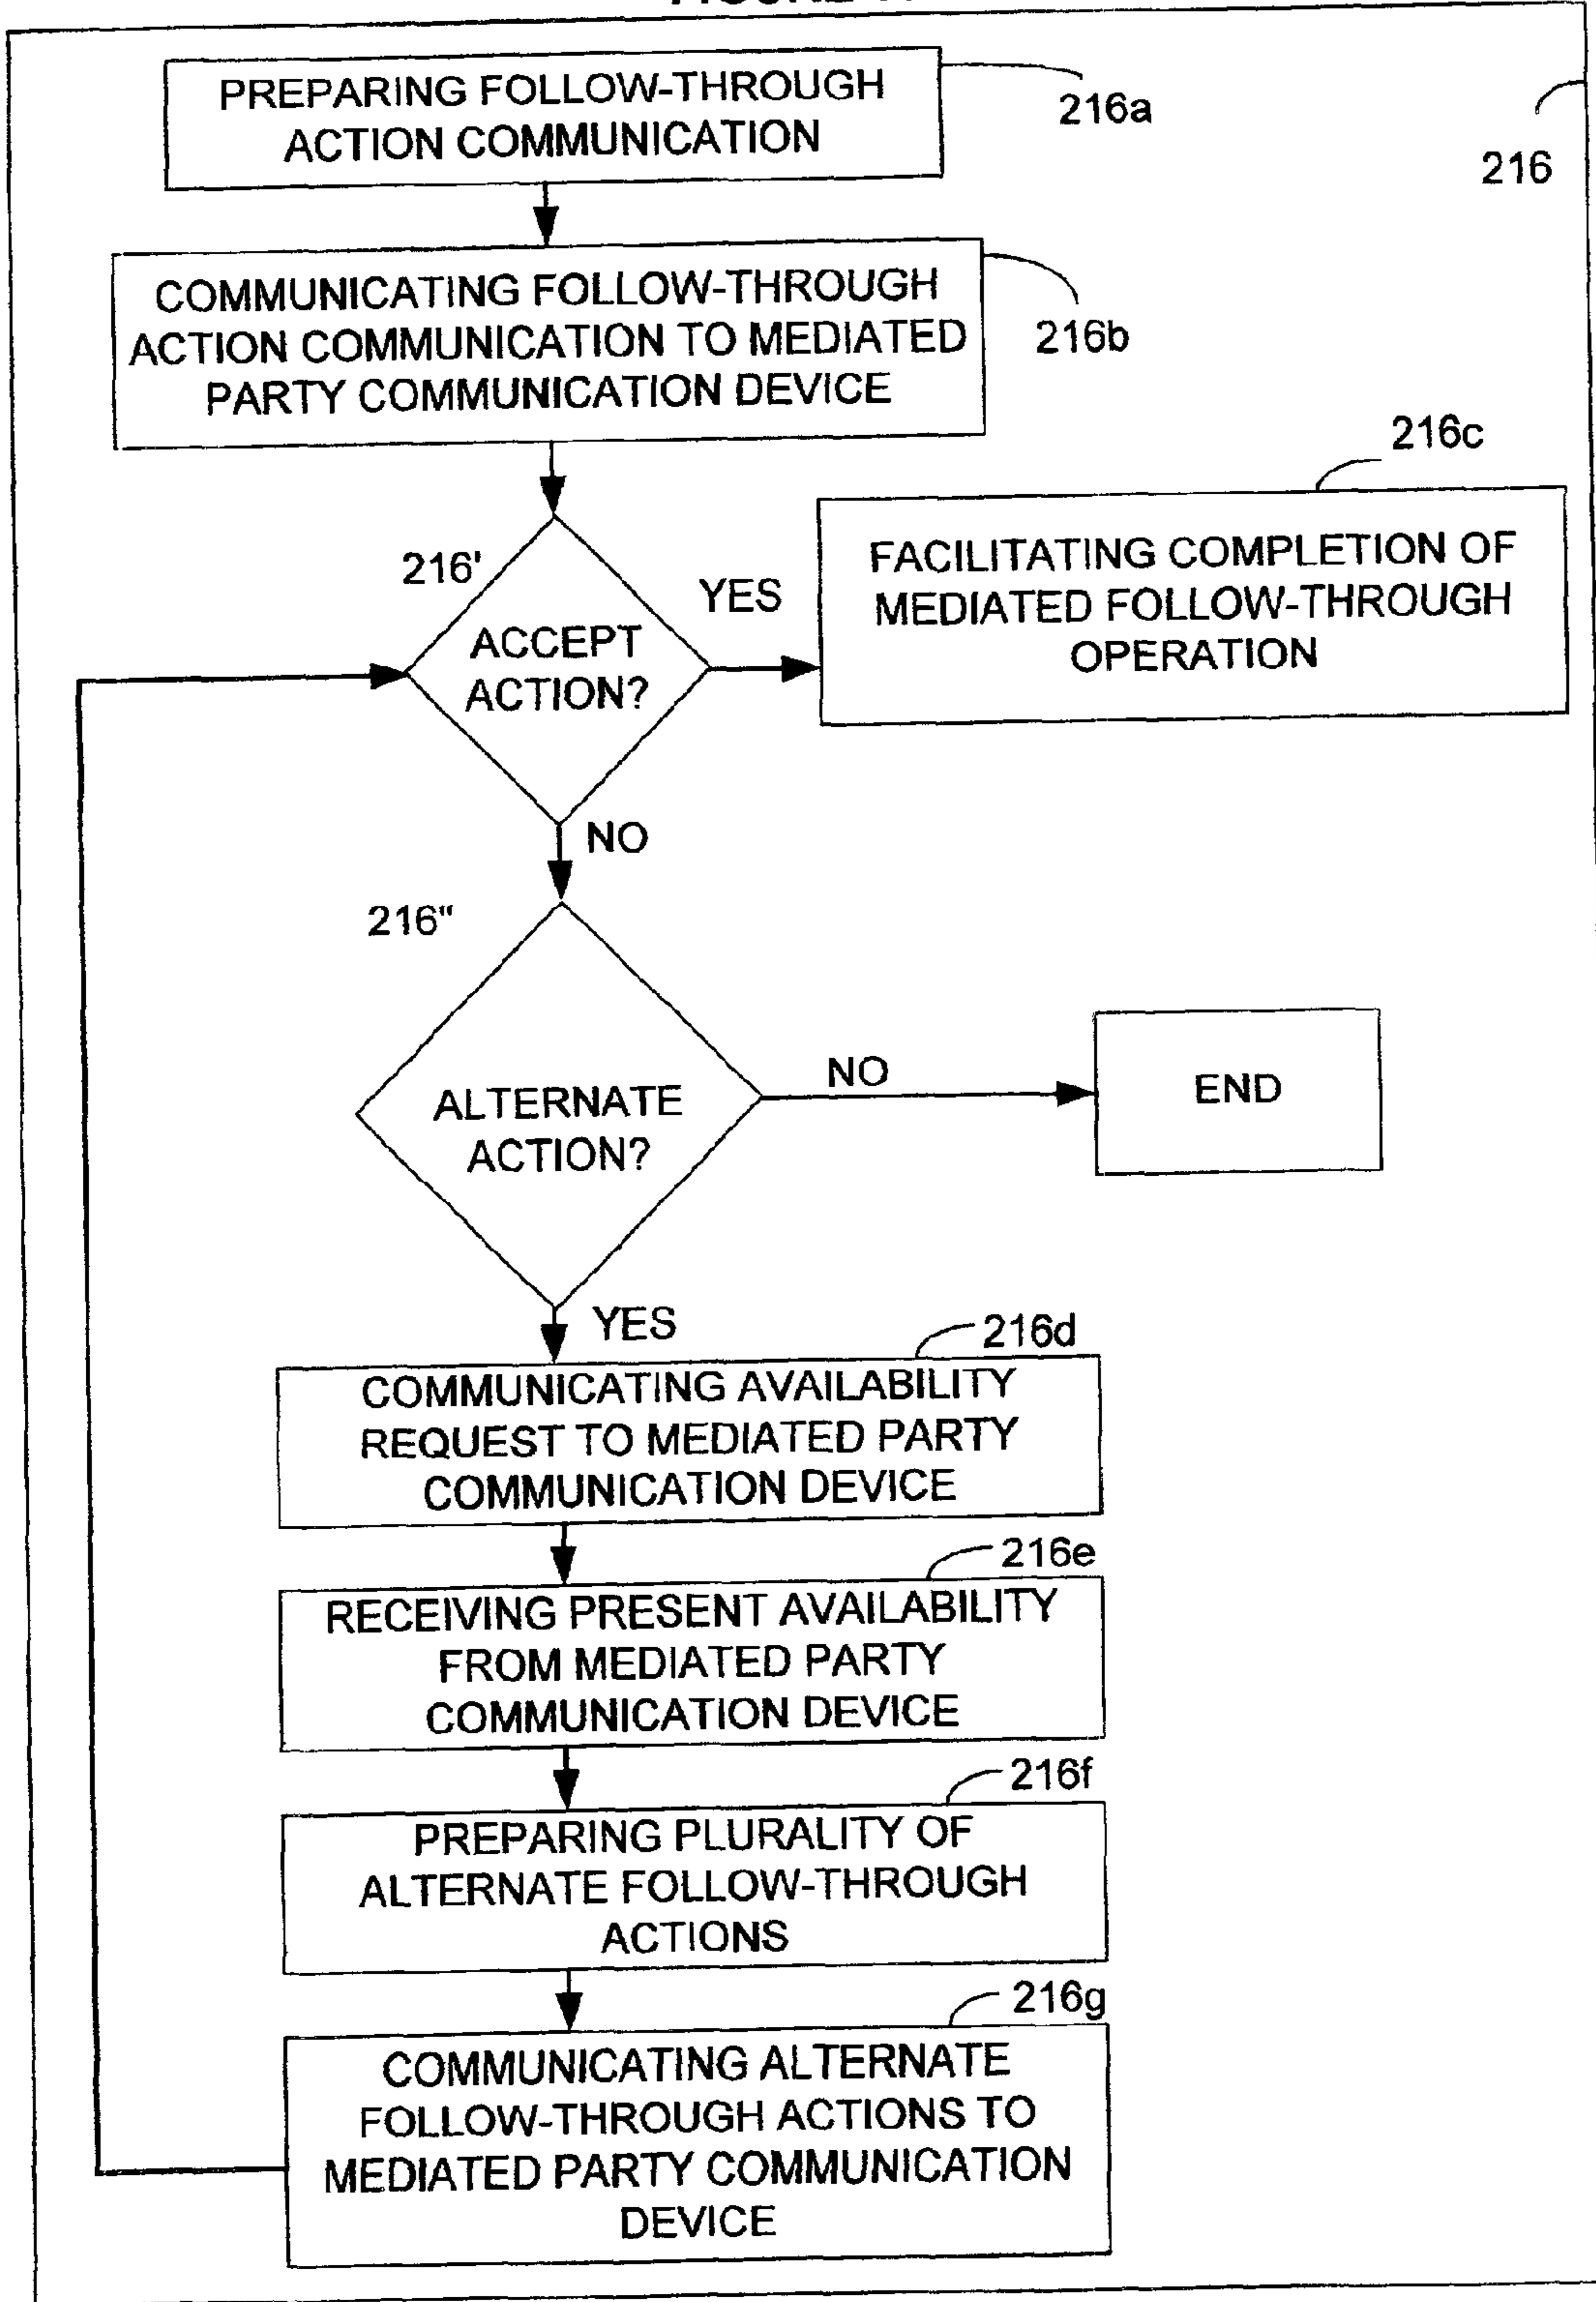 PREPARING FOLLOW-THROUGH
ACTION COMMUNICATION
216a
216
COMMUNICATING FOLLOW-THROUGH
ACTION COMMUNICATION TO MEDIATED
PARTY COMMUNICATION DEVICE
216b
216c
FACILITATING COMPLETION OF
MEDIATED FOLLOW-THROUGH
OPERATION
216'
YES
ACCEPT
ACTION?
NO
216"
ALTERNATE
ACTION?
NO
END
YES
216d
COMMUNICATING AVAILABILITY
REQUEST TO MEDIATED PARTY
COMMUNICATION DEVICE
216e
RECEIVING PRESENT AVAILABILITY
FROM MEDIATED PARTY
COMMUNICATION DEVICE
216f
PREPARING PLURALITY OF
ALTERNATE FOLLOW-THROUGH
ACTIONS
216g
COMMUNICATING ALTERNATE
FOLLOW-THROUGH ACTIONS TO
MEDIATED PARTY COMMUNICATION
DEVICE